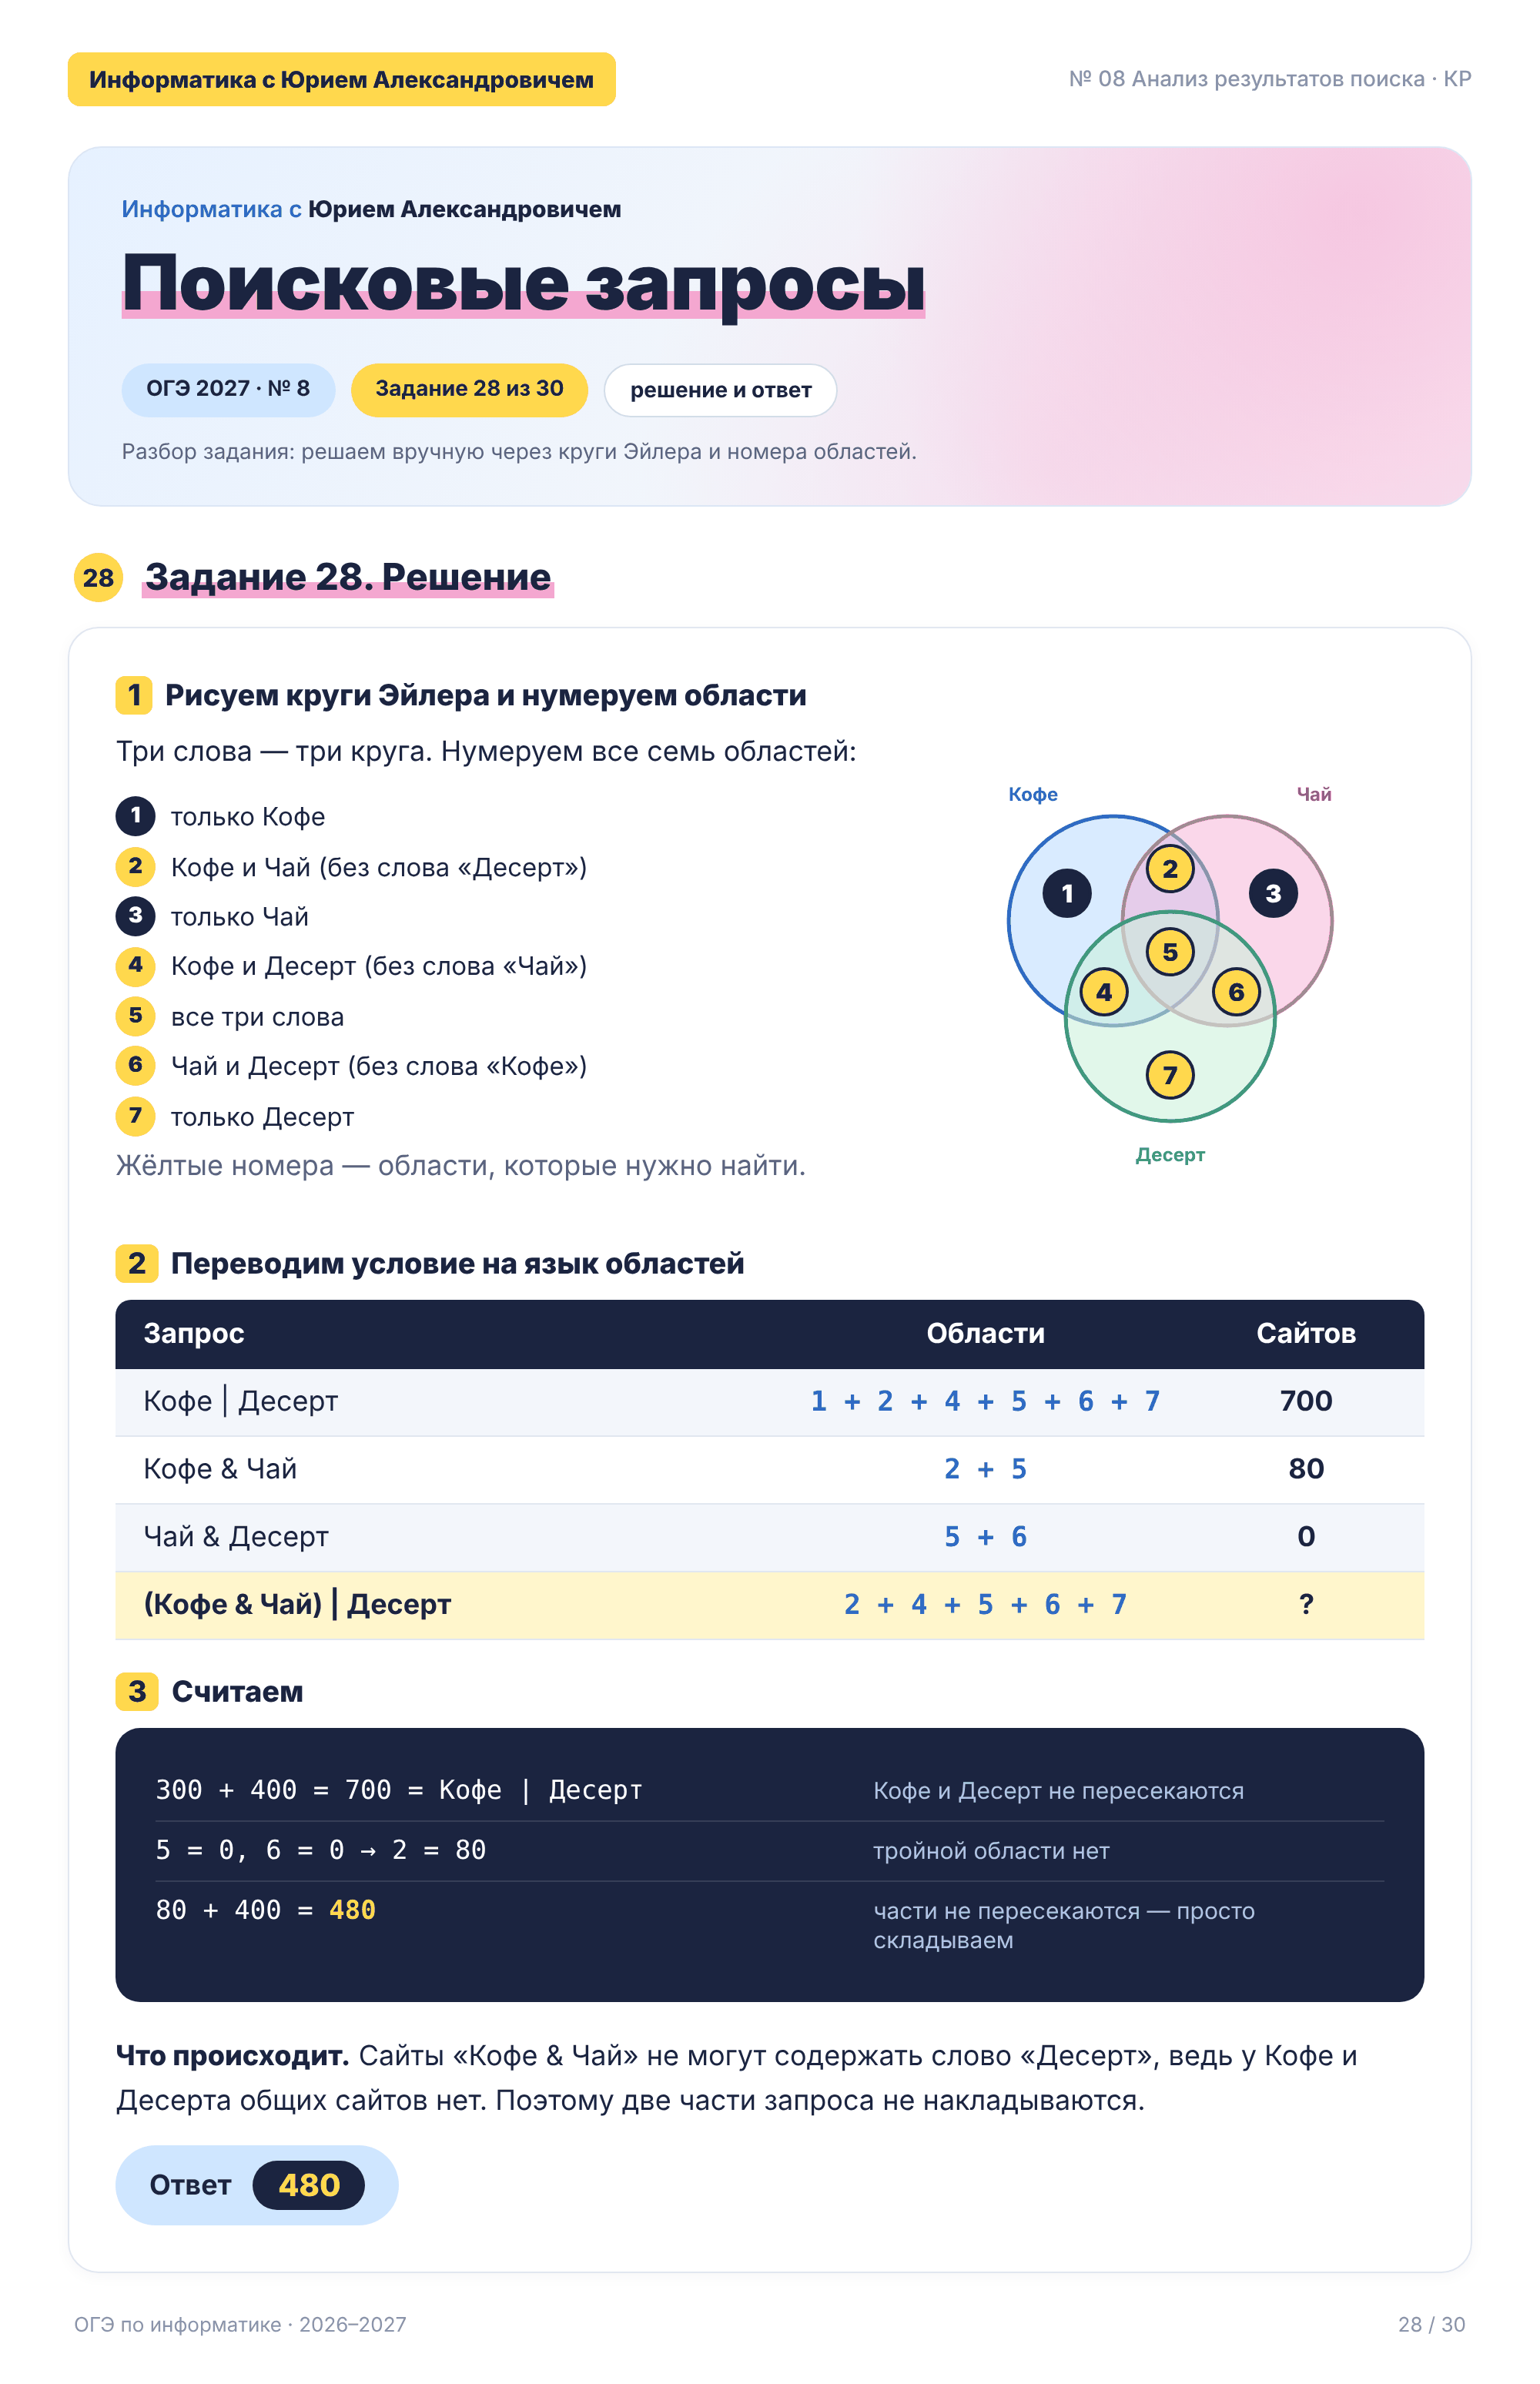 Информатика с Юрием Александровичем
№ 08 Анализ результатов поиска · КР
Информатика с Юрием Александровичем
Поисковые запросы
ОГЭ 2027 · № 8
Задание 28 из 30
решение и ответ
Разбор задания: решаем вручную через круги Эйлера и номера областей.
28 Задание 28. Решение
1 Рисуем круги Эйлера и нумеруем области
Три слова — три круга. Нумеруем все семь областей:
1 только Кофе
2 Кофе и Чай (без слова «Десерт»)
3 только Чай
4 Кофе и Десерт (без слова «Чай»)
5 все три слова
6 Чай и Десерт (без слова «Кофе»)
7 только Десерт
Жёлтые номера — области, которые нужно найти.
Кофе
Чай
2
1
3
5
4
6
7
Десерт
2 Переводим условие на язык областей
Запрос Области Сайтов
Кофе | Десерт 1 + 2 + 4 + 5 + 6 + 7 700
Кофе & Чай 2 + 5 80
Чай & Десерт 5 + 6 0
(Кофе & Чай) | Десерт 2 + 4 + 5 + 6 + 7 ?
3 Считаем
300 + 400 = 700 = Кофе | Десерт Кофе и Десерт не пересекаются
5 = 0, 6 = 0 → 2 = 80 тройной области нет
80 + 400 = 480 части не пересекаются — просто
складываем
Что происходит. Сайты «Кофе & Чай» не могут содержать слово «Десерт», ведь у Кофе и
Десерта общих сайтов нет. Поэтому две части запроса не накладываются.
Ответ 480
ОГЭ по информатике · 2026–2027
28 / 30